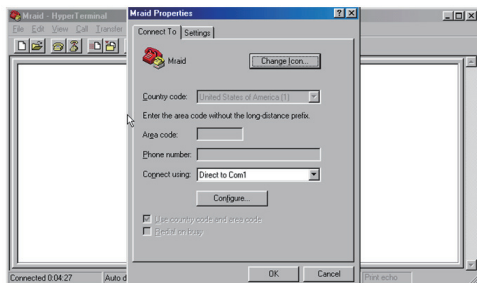 Mraid - HyperTerminal
File Edit View Call Transfer
Mraid Properties
Connect To Settings
Mraid
Change Icon...
Country code: United States of America (1)
Enter the area code without the long-distance prefix.
Area code:
Phone number:
Connect using: Direct to Com1
Configure...
Use country code and area code
Redial on busy
OK Cancel
Connected 0:04:27 Auto d Print echo